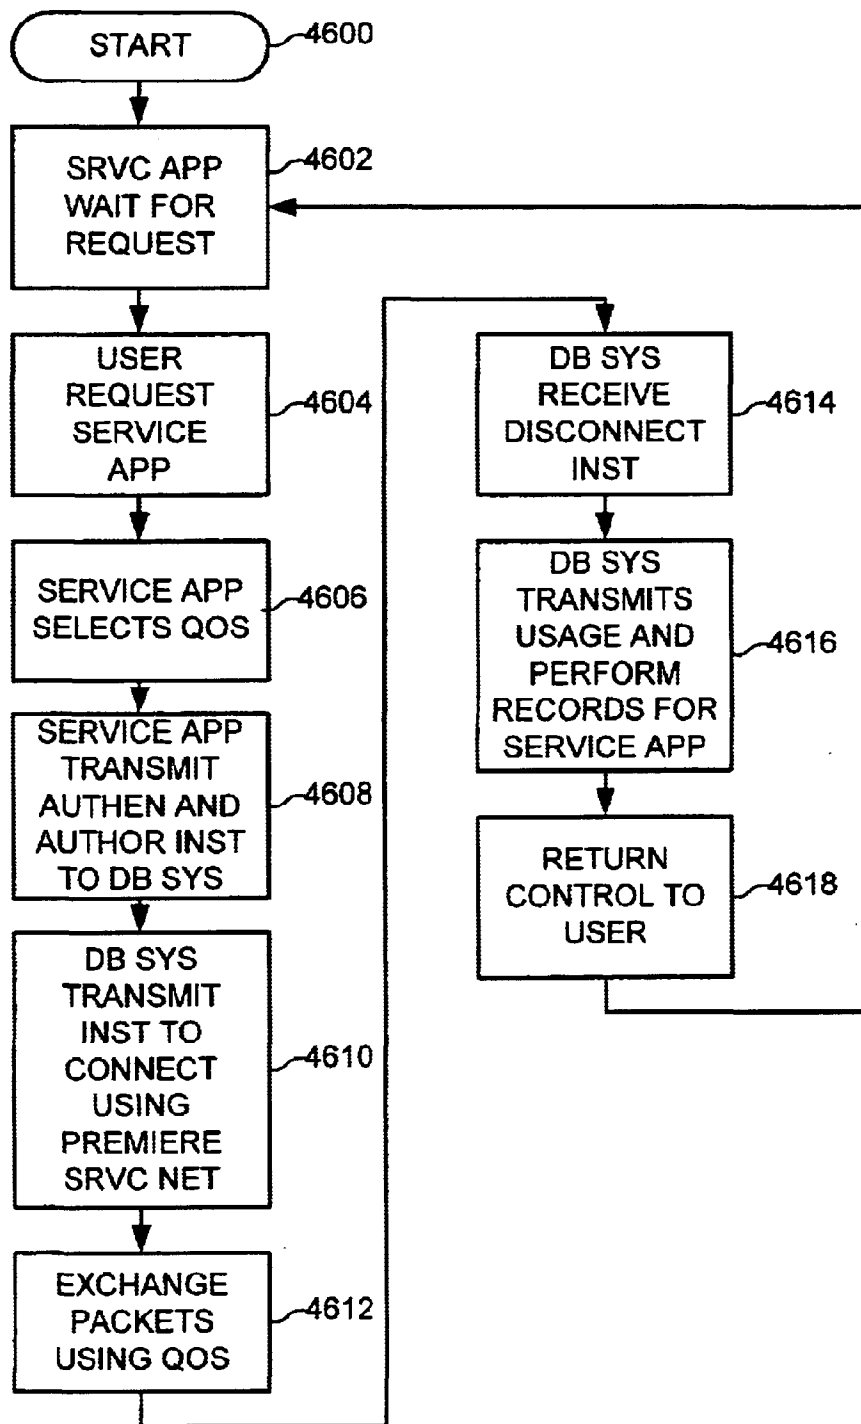 START
4600
SRVC APP
WAIT FOR
REQUEST
4602
USER
REQUEST
SERVICE
APP
4604
SERVICE APP
SELECTS QOS
4606
SERVICE APP
TRANSMIT
AUTHEN AND
AUTHOR INST
TO DB SYS
4608
DB SYS
TRANSMIT
INST TO
CONNECT
USING
PREMIERE
SRVC NET
4610
EXCHANGE
PACKETS
USING QOS
4612
DB SYS
RECEIVE
DISCONNECT
INST
4614
DB SYS
TRANSMITS
USAGE AND
PERFORM
RECORDS FOR
SERVICE APP
4616
RETURN
CONTROL TO
USER
4618